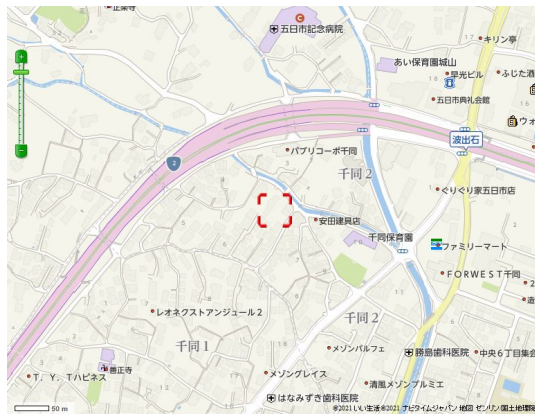 正楽寺
五日市記念病院
キリン亭
あい保育園城山
早光ビル
ふじた酒
五日市典礼会館
ウォ
波出石
パプリコーポ千同
千同2
2
ぐりぐり家五日市店
安田建具店
千同保育園
ファミリーマート
FORWEST千同
レオネクストアンジュール2
千同2
千同1
メゾンパルフェ
勝島歯科医院
中央6丁目集会
善正寺
T.Y.Tハピネス
メゾングレイス
清風メゾンプルミエ
はなみずき歯科医院
50 m
©2021 いい生活 ©2021 ナビタイムジャパン 地図 ゼンリン/国土地理院